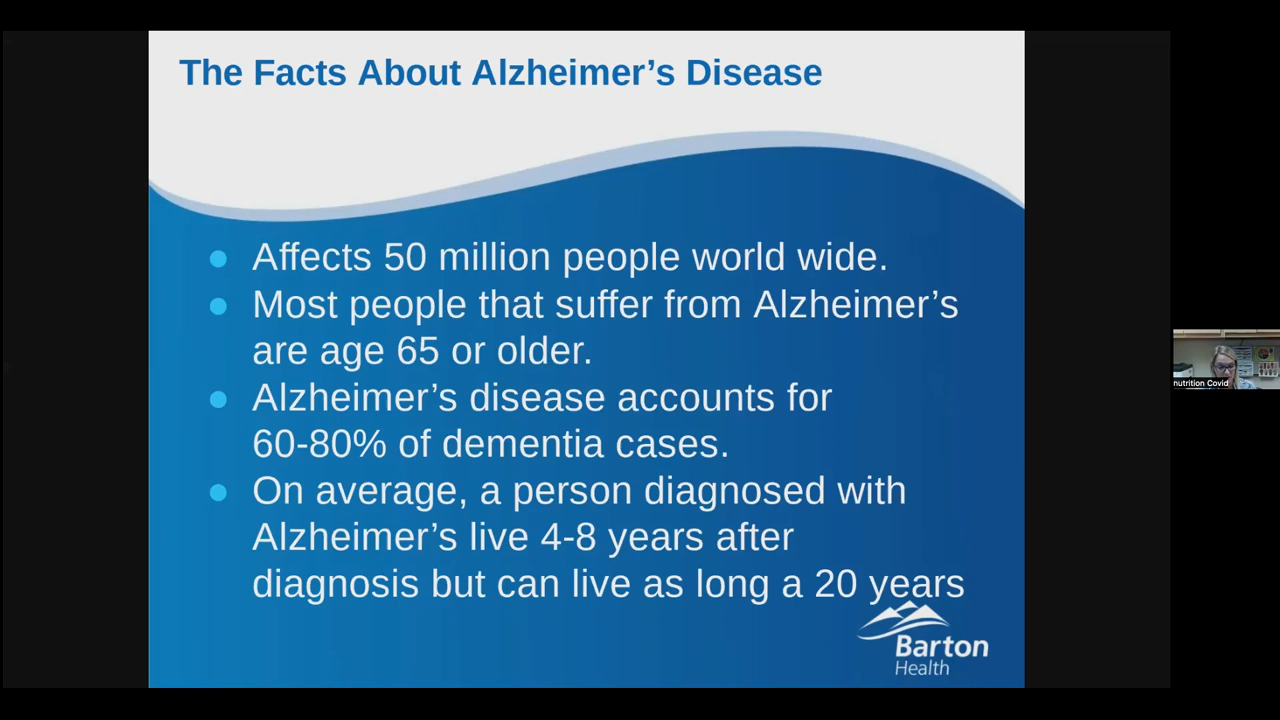 The Facts About Alzheimer’s Disease
Affects 50 million people world wide.
Most people that suffer from Alzheimer’s
are age 65 or older.
Alzheimer’s disease accounts for
60-80% of dementia cases.
On average, a person diagnosed with
Alzheimer’s live 4-8 years after
diagnosis but can live as long a 20 years
Barton
Health
nutrition Covid